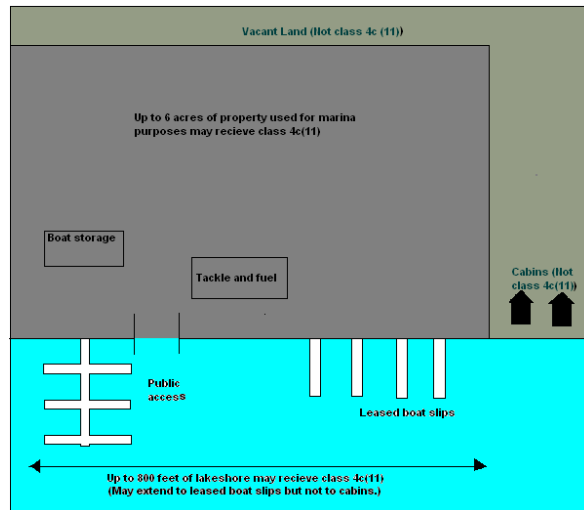 Vacant Land (Not class 4c (11))
Up to 6 acres of property used for marina
purposes may recieve class 4c(11)
Boat storage
Tackle and fuel
Cabins (Not
class 4c(11))
Public
access
Leased boat slips
Up to 800 feet of lakeshore may recieve class 4c(11)
(May extend to leased boat slips but not to cabins.)